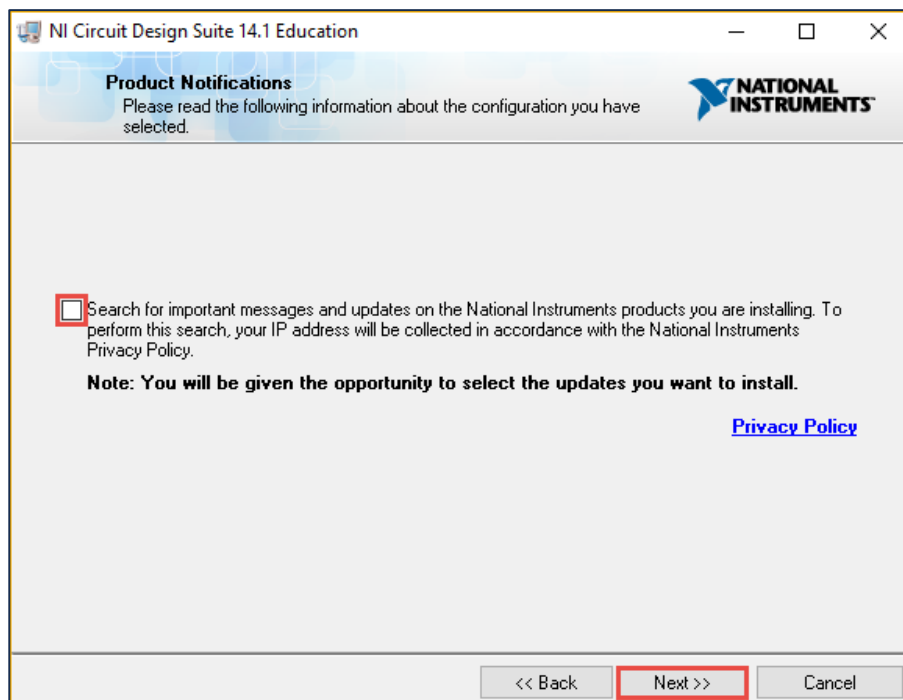 NI Circuit Design Suite 14.1 Education
Product Notifications
Please read the following information about the configuration you have
selected.
NATIONAL
INSTRUMENTS™
Search for important messages and updates on the National Instruments products you are installing. To
perform this search, your IP address will be collected in accordance with the National Instruments
Privacy Policy.
Note: You will be given the opportunity to select the updates you want to install.
Privacy Policy
<< Back
Next >>
Cancel